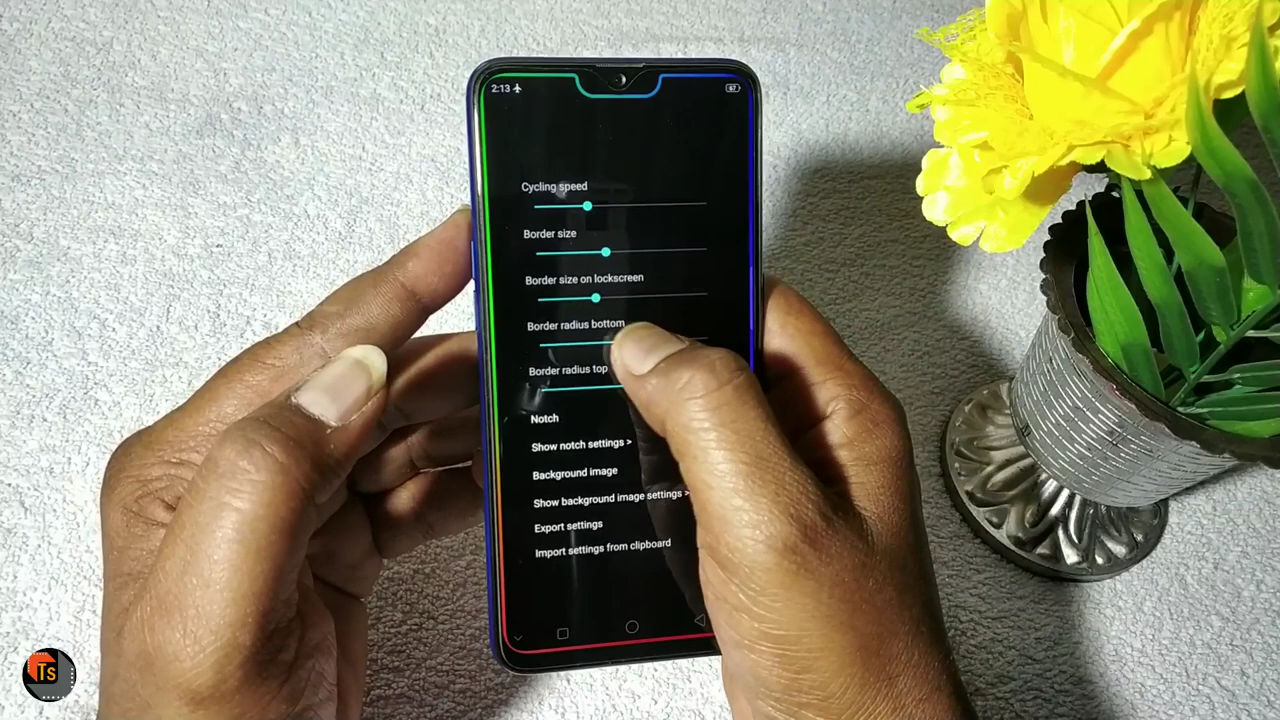 2:13
67
Cycling speed
Border size
Border size on lockscreen
Border radius bottom
Border radius top
Notch
Show notch settings >
Background image
Show background image settings >
Export settings
Import settings from clipboard
Ts